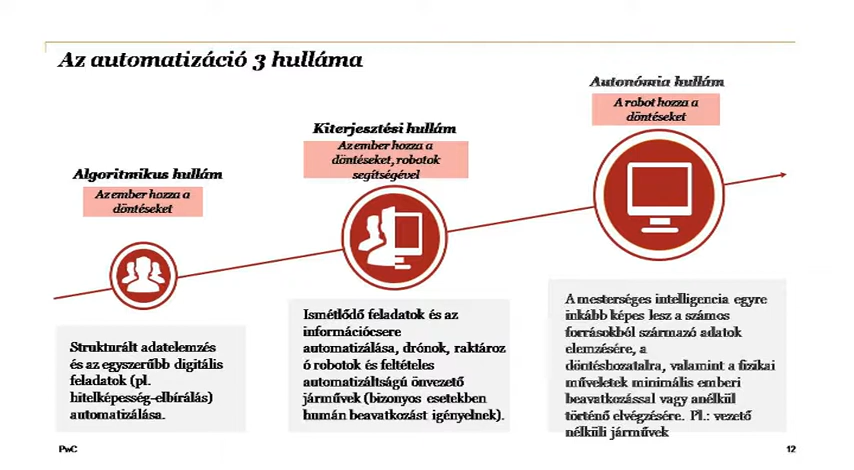 Az automatizáció 3 hulláma
Algoritmikus hullám
Az ember hozza a
döntéseket
Strukturált adatelemzés
és az egyszerűbb digitális
feladatok (pl.
hitelképesség-elbírálás)
automatizálása.
Kiterjesztési hullám
Az ember hozza a
döntéseket, robotok
segítségével
Ismétlődő feladatok és az
információcsere
automatizálása, drónok, raktároz
ó robotok és feltételes
automatizáltságú önvezető
járművek (bizonyos esetekben
humán beavatkozást igényelnek).
Autonómia hullám
A robot hozza a
döntéseket
A mesterséges intelligencia egyre
inkább képes lesz a számos
forrásokból származó adatok
elemzésére, a
döntéshozatalra, valamint a fizikai
műveletek minimális emberi
beavatkozással vagy anélkül
történő elvégzésére. Pl.: vezető
nélküli járművek
PwC
12